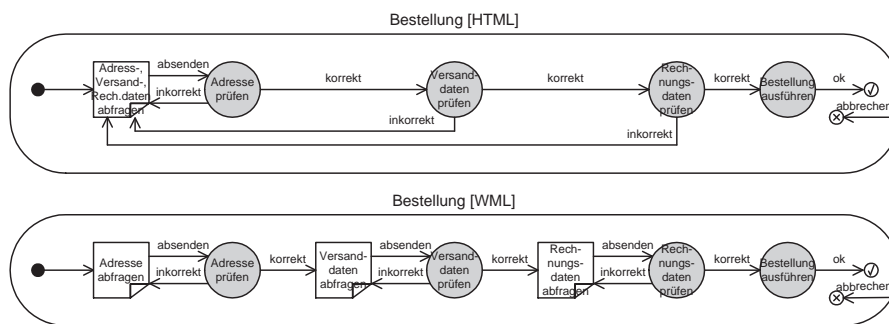 Bestellung [HTML]
Adress-,
Versand-,
Rech.daten
abfragen
absenden
inkorrekt
Adresse
prüfen
korrekt
Versand-
daten
prüfen
korrekt
Rech-
nungs-
daten
prüfen
korrekt
Bestellung
ausführen
ok
abbrechen
inkorrekt
inkorrekt
Bestellung [WML]
Adresse
abfragen
absenden
inkorrekt
Adresse
prüfen
korrekt
Versand-
daten
abfragen
absenden
inkorrekt
Versand-
daten
prüfen
korrekt
Rech-
nungs-
daten
abfragen
absenden
inkorrekt
Rech-
nungs-
daten
prüfen
korrekt
Bestellung
ausführen
ok
abbrechen